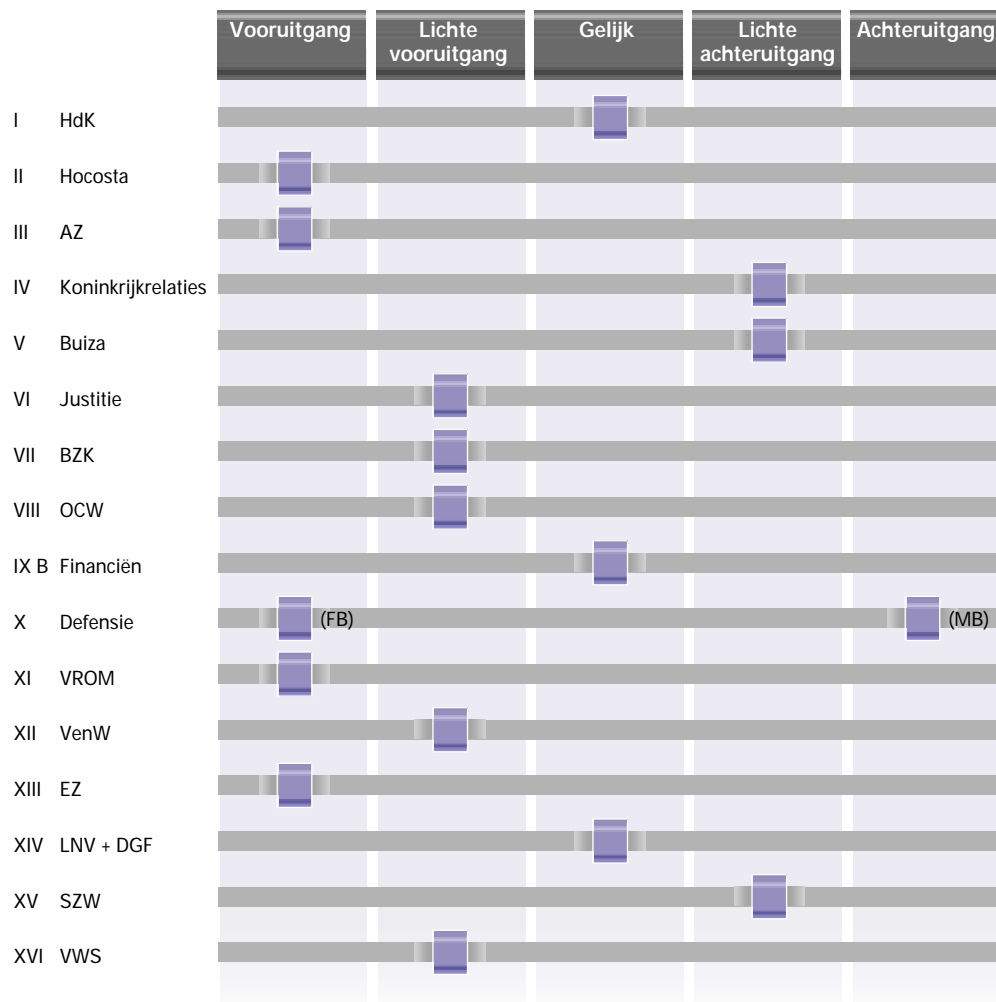 Vooruitgang
Lichte
vooruitgang
Gelijk
Lichte
achteruitgang
Achteruitgang
I HdK
II Hocosta
III AZ
IV Koninkrijkrelaties
V Buiza
VI Justitie
VII BZK
VIII OCW
IX B Financiën
X Defensie (FB) (MB)
XI VROM
XII VenW
XIII EZ
XIV LNV + DGF
XV SZW
XVI VWS